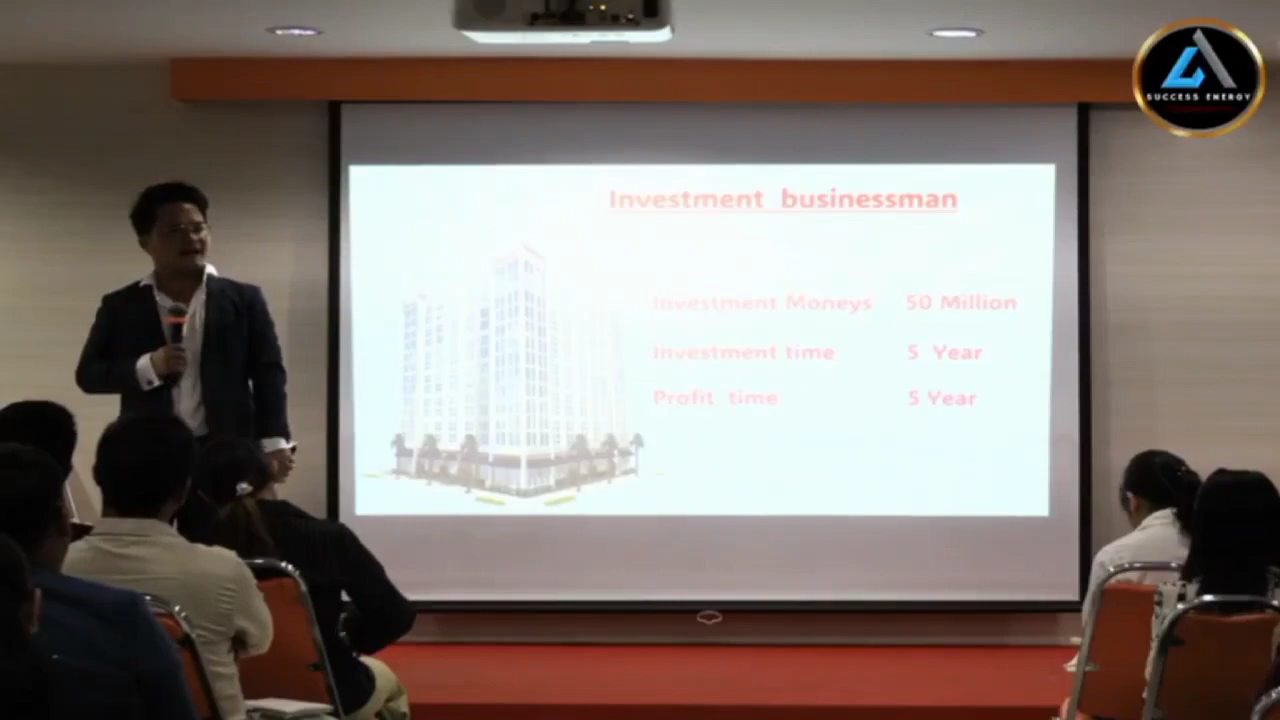 SUCCESS ENERGY
Investment businessman
Investment Moneys 50 Million
Investment time 5 Year
Profit time 5 Year